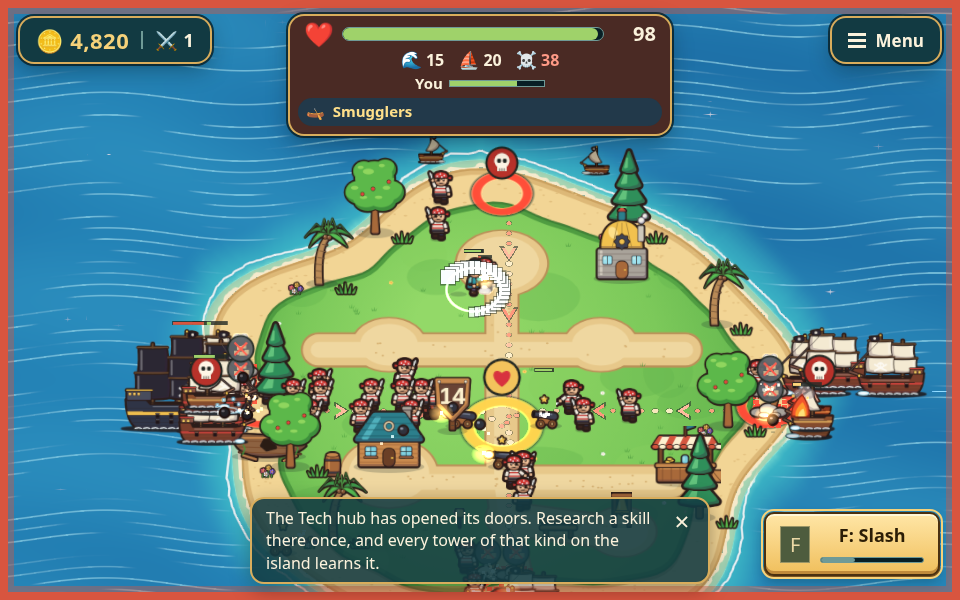 4,820 1
98
15 20 38
You
Smugglers
Menu
14
The Tech hub has opened its doors. Research a skill
there once, and every tower of that kind on the
island learns it.
F
F: Slash